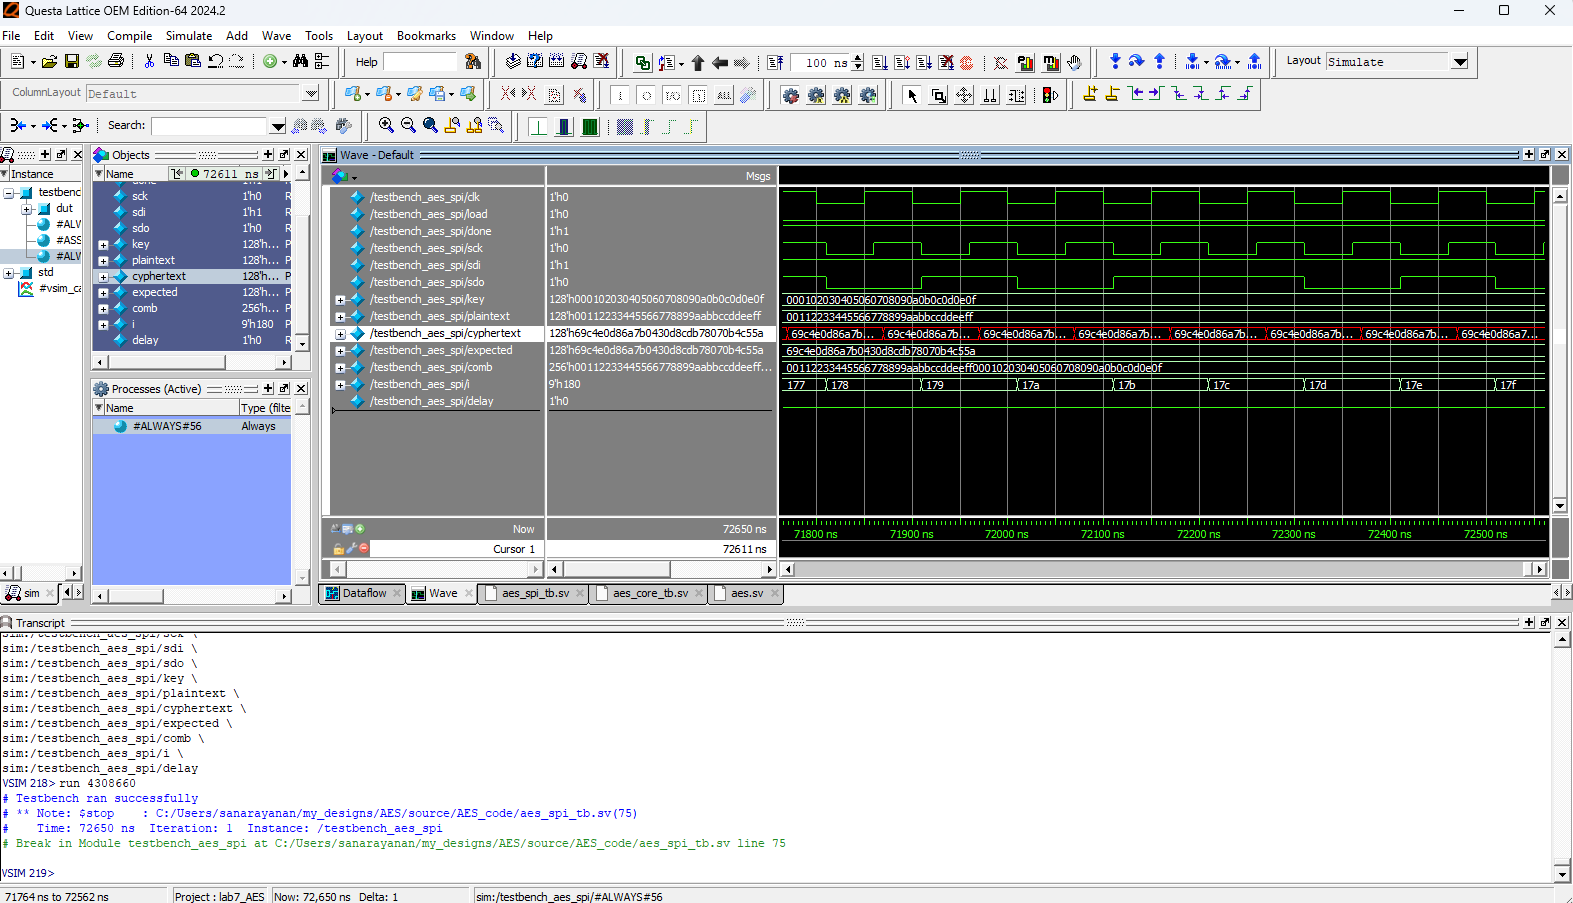 Questa Lattice OEM Edition-64 2024.2
File Edit View Compile Simulate Add Wave Tools Layout Bookmarks Window Help
Help 100 ns Layout Simulate
ColumnLayout Default ALL
Search:
Instance
testbenc
dut
#ALW
#ASS
#ALW
std
#vsim_ca
sim
Objects
Name 72611 ns
done 1'h1 R
sck 1'h0 R
sdi 1'h1 R
sdo 1'h0 R
key 128'h... P
plaintext 128'h... P
cyphertext 128'h... P
expected 128'h... P
comb 256'h... P
i 9'h180 P
delay 1'h0 P
Processes (Active)
Name Type (filte
#ALWAYS#56 Always
Wave - Default
Msgs
/testbench_aes_spi/clk 1'h0
/testbench_aes_spi/load 1'h0
/testbench_aes_spi/done 1'h1
/testbench_aes_spi/sck 1'h0
/testbench_aes_spi/sdi 1'h1
/testbench_aes_spi/sdo 1'h0
/testbench_aes_spi/key 128'h000102030405060708090a0b0c0d0e0f 000102030405060708090a0b0c0d0e0f
/testbench_aes_spi/plaintext 128'h00112233445566778899aabbccddeeff 00112233445566778899aabbccddeeff
/testbench_aes_spi/cyphertext 128'h69c4e0d86a7b0430d8cdb78070b4c55a 69c4e0d86a7b... 69c4e0d86a7b... 69c4e0d86a7b... 69c4e0d86a7b... 69c4e0d86a7b... 69c4e0d86a7b... 69c4e0d86a7b... 69c4e0d86a7...
/testbench_aes_spi/expected 128'h69c4e0d86a7b0430d8cdb78070b4c55a 69c4e0d86a7b0430d8cdb78070b4c55a
/testbench_aes_spi/comb 256'h00112233445566778899aabbccddeeff... 00112233445566778899aabbccddeeff000102030405060708090a0b0c0d0e0f
/testbench_aes_spi/i 9'h180 177 178 179 17a 17b 17c 17d 17e 17f
/testbench_aes_spi/delay 1'h0
Now 72650 ns
71800 ns 71900 ns 72000 ns 72100 ns 72200 ns 72300 ns 72400 ns 72500 ns
Cursor 1 72611 ns
Dataflow Wave aes_spi_tb.sv aes_core_tb.sv aes.sv
Transcript
sim:/testbench_aes_spi/sck \
sim:/testbench_aes_spi/sdi \
sim:/testbench_aes_spi/sdo \
sim:/testbench_aes_spi/key \
sim:/testbench_aes_spi/plaintext \
sim:/testbench_aes_spi/cyphertext \
sim:/testbench_aes_spi/expected \
sim:/testbench_aes_spi/comb \
sim:/testbench_aes_spi/i \
sim:/testbench_aes_spi/delay
VSIM 218> run 4308660
# Testbench ran successfully
# ** Note: $stop : C:/Users/sanarayanan/my_designs/AES/source/AES_code/aes_spi_tb.sv(75)
# Time: 72650 ns Iteration: 1 Instance: /testbench_aes_spi
# Break in Module testbench_aes_spi at C:/Users/sanarayanan/my_designs/AES/source/AES_code/aes_spi_tb.sv line 75
VSIM 219>
71764 ns to 72562 ns Project : lab7_AES Now: 72,650 ns Delta: 1 sim:/testbench_aes_spi/#ALWAYS#56